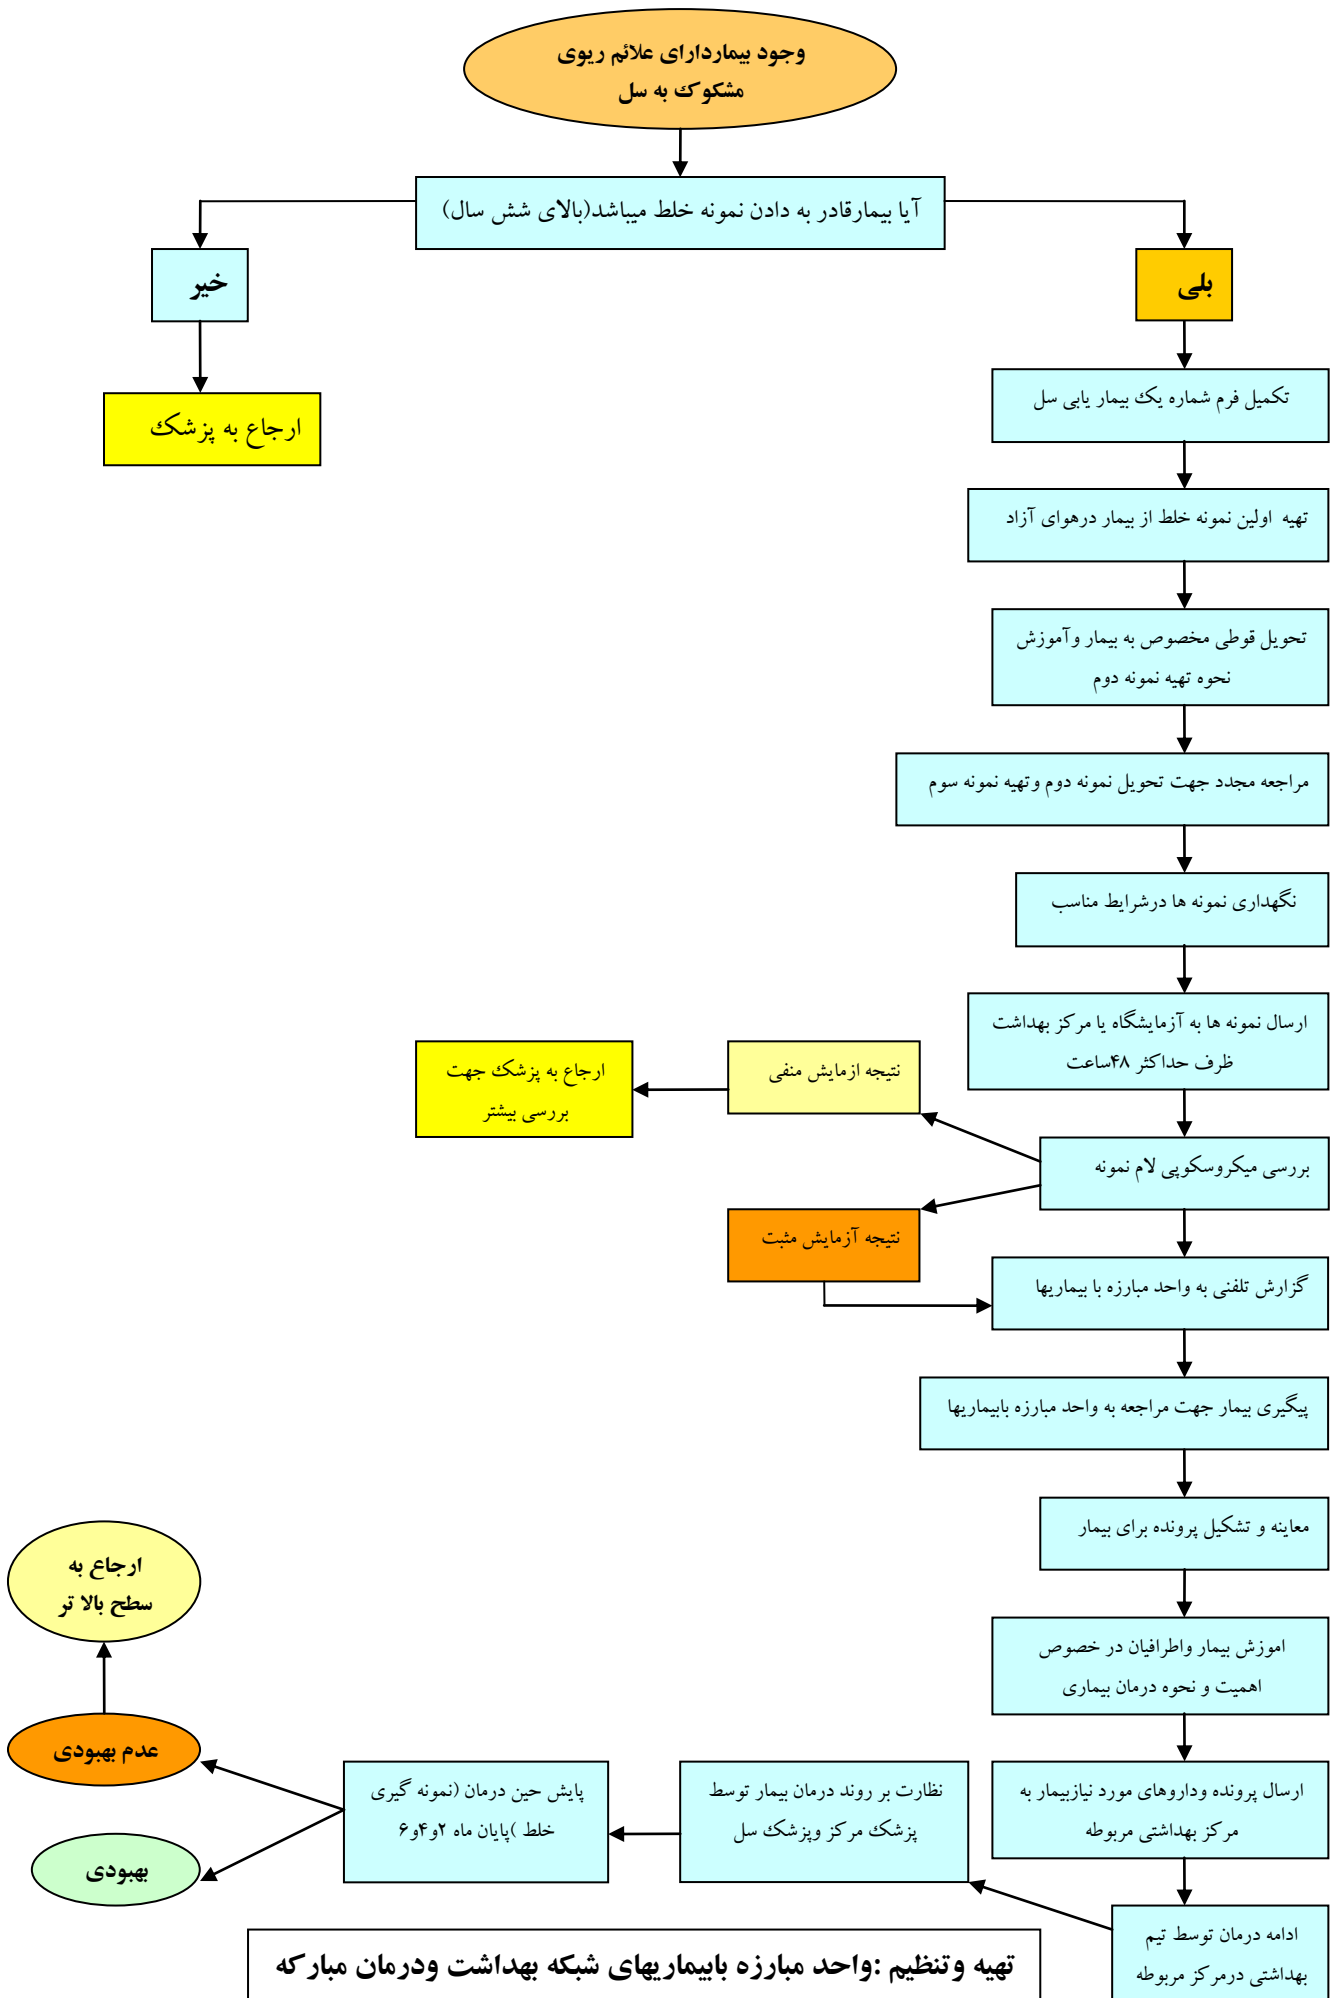 وجود بیماردارای علائم ریوی
مشکوک به سل
آیا بیمارقادر به دادن نمونه خلط میباشد(بالای شش سال)
خیر
بلی
ارجاع به پزشک
تکمیل فرم شماره یک بیمار یابی سل
تهیه اولین نمونه خلط از بیمار درهوای آزاد
تحویل قوطی مخصوص به بیمار وآموزش
نحوه تهیه نمونه دوم
مراجعه مجدد جهت تحویل نمونه دوم وتهیه نمونه سوم
نگهداری نمونه ها درشرایط مناسب
ارسال نمونه ها به آزمایشگاه یا مرکز بهداشت
ظرف حداکثر ۴۸ساعت
بررسی میکروسکوپی لام نمونه
نتیجه ازمایش منفی
ارجاع به پزشک جهت
بررسی بیشتر
نتیجه آزمایش مثبت
گزارش تلفنی به واحد مبارزه با بیماریها
پیگیری بیمار جهت مراجعه به واحد مبارزه بابیماریها
معاینه و تشکیل پرونده برای بیمار
اموزش بیمار واطرافیان در خصوص
اهمیت و نحوه درمان بیماری
ارسال پرونده وداروهای مورد نیازبیمار به
مرکز بهداشتی مربوطه
ادامه درمان توسط تیم
بهداشتی درمرکز مربوطه
نظارت بر روند درمان بیمار توسط
پزشک مرکز وپزشک سل
پایش حین درمان (نمونه گیری
خلط )پایان ماه ۲و۴و۶
عدم بهبودی
ارجاع به
سطح بالا تر
بهبودی
تهیه وتنظیم :واحد مبارزه بابیماریهای شبکه بهداشت ودرمان مبارکه